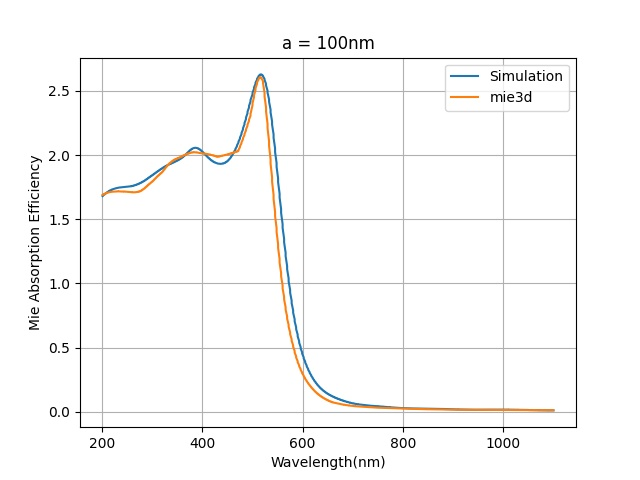 a = 100nm
Simulation
mie3d
Mie Absorption Efficiency
2.5
2.0
1.5
1.0
0.5
0.0
200 400 600 800 1000
Wavelength(nm)